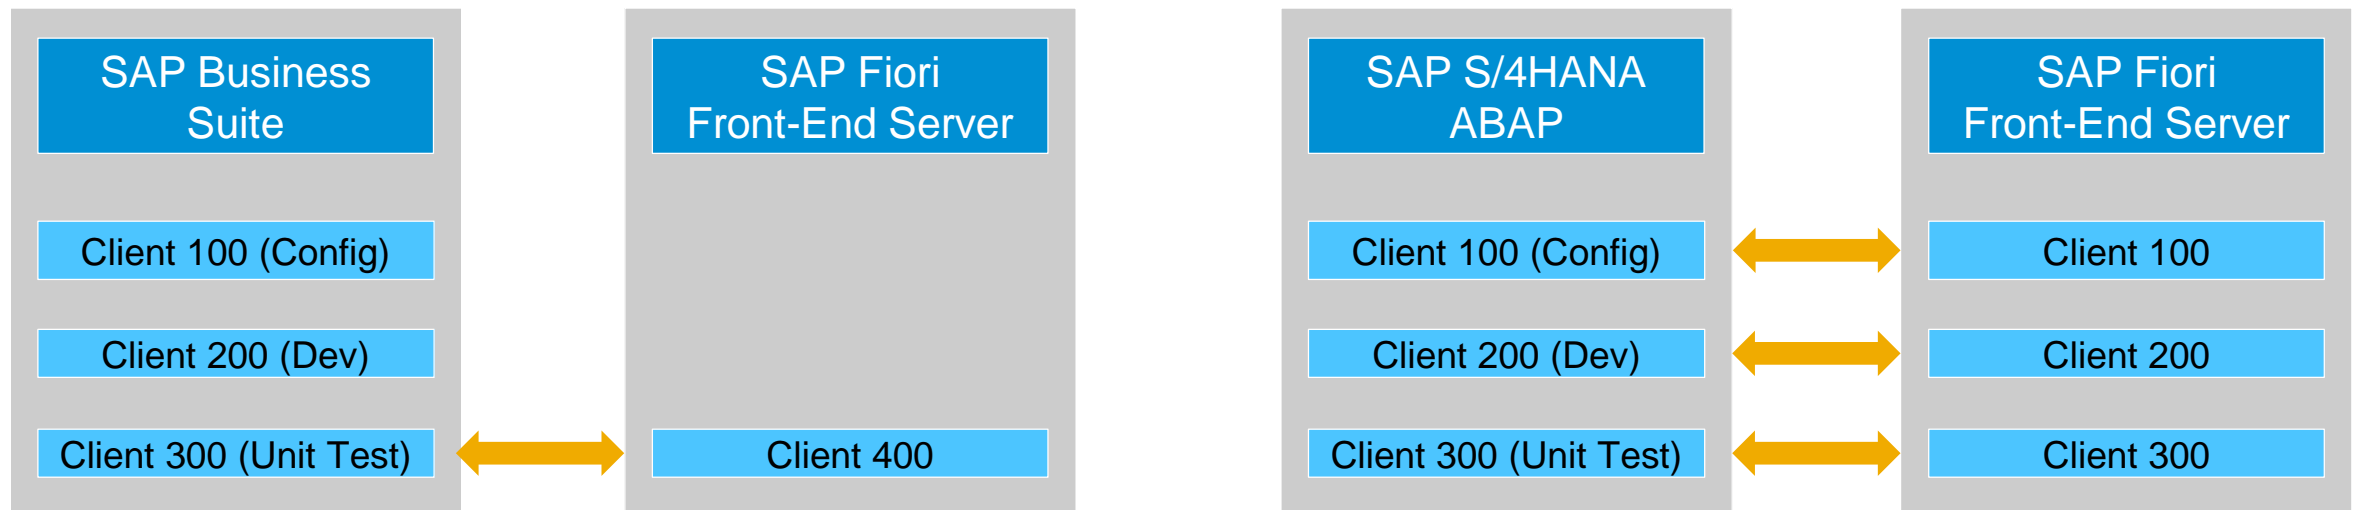 SAP Business
Suite
Client 100 (Config)
Client 200 (Dev)
Client 300 (Unit Test)
SAP Fiori
Front-End Server
Client 400
SAP S/4HANA
ABAP
Client 100 (Config)
Client 200 (Dev)
Client 300 (Unit Test)
SAP Fiori
Front-End Server
Client 100
Client 200
Client 300